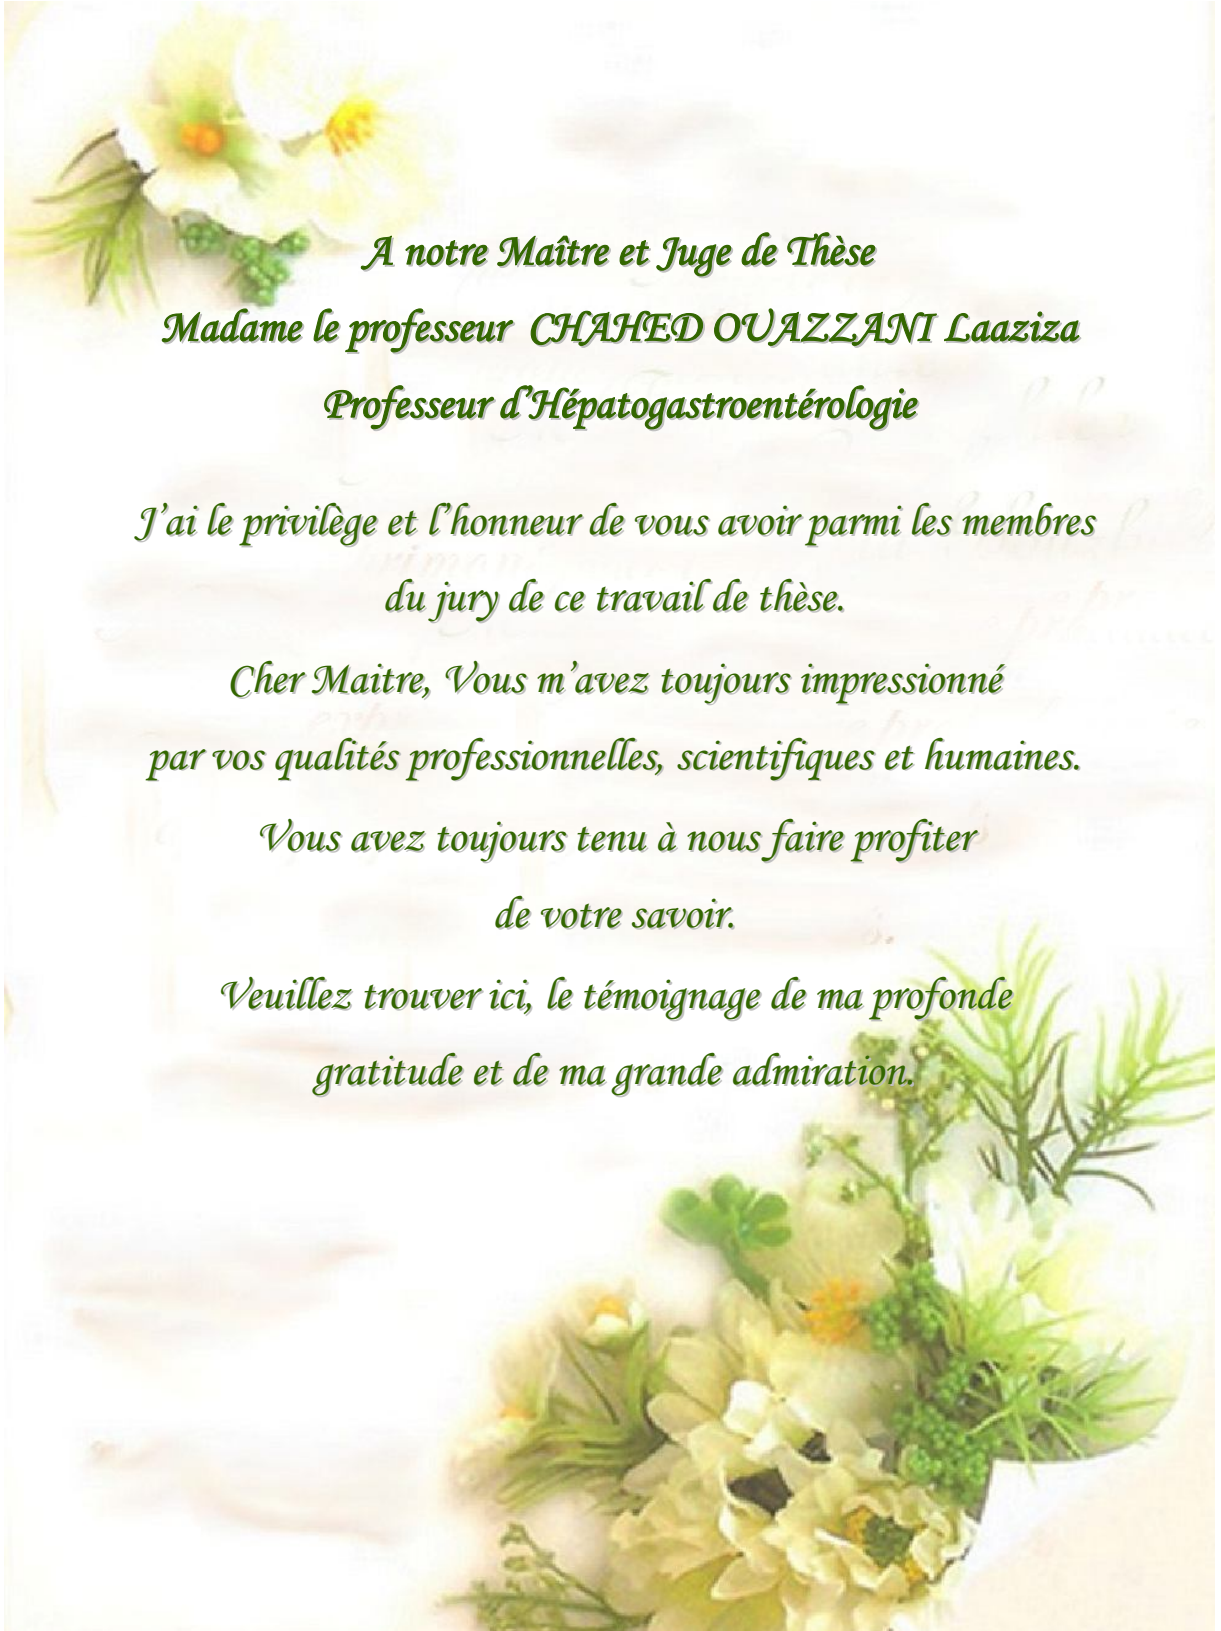 A notre Maître et Juge de Thèse
Madame le professeur CHAHED OUAZZANI Laaziza
Professeur d’Hépatogastroentérologie
J’ai le privilège et l’honneur de vous avoir parmi les membres
du jury de ce travail de thèse.
Cher Maitre, Vous m’avez toujours impressionné
par vos qualités professionnelles, scientifiques et humaines.
Vous avez toujours tenu à nous faire profiter
de votre savoir.
Veuillez trouver ici, le témoignage de ma profonde
gratitude et de ma grande admiration.